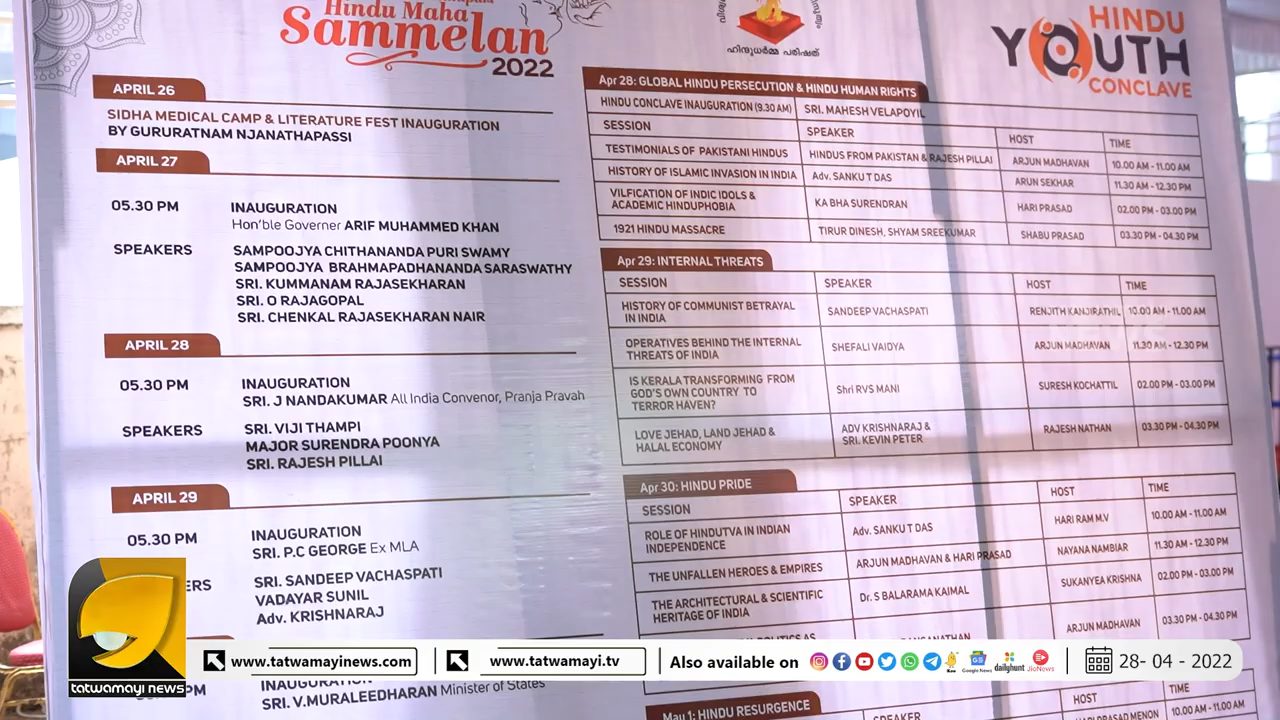 Hindu Maha
Sammelan
2022
ഹിന്ദുധർമ്മ പരിഷത്
HINDU
YOUTH
CONCLAVE
APRIL 26
SIDHA MEDICAL CAMP & LITERATURE FEST INAUGURATION
BY GURURATNAM NJANATHAPASSI
APRIL 27
05.30 PM INAUGURATION
Hon'ble Governor ARIF MUHAMMED KHAN
SPEAKERS SAMPOOJYA CHITHANANDA PURI SWAMY
SAMPOOJYA BRAHMAPADHANANDA SARASWATHY
SRI. KUMMANAM RAJASEKHARAN
SRI. O RAJAGOPAL
SRI. CHENKAL RAJASEKHARAN NAIR
APRIL 28
05.30 PM INAUGURATION
SRI. J NANDAKUMAR All India Convenor, Pranja Pravah
SPEAKERS SRI. VIJI THAMPI
MAJOR SURENDRA POONYA
SRI. RAJESH PILLAI
APRIL 29
05.30 PM INAUGURATION
SRI. P.C GEORGE Ex MLA
ERS SRI. SANDEEP VACHASPATI
VADAYAR SUNIL
Adv. KRISHNARAJ
PM
SRI. V.MURALEEDHARAN Minister of States
Apr 28: GLOBAL HINDU PERSECUTION & HINDU HUMAN RIGHTS
HINDU CONCLAVE INAUGURATION (9.30 AM) SRI. MAHESH VELAPOYIL
SESSION SPEAKER HOST TIME
TESTIMONIALS OF PAKISTANI HINDUS HINDUS FROM PAKISTAN & RAJESH PILLAI ARJUN MADHAVAN 10.00 AM - 11.00 AM
HISTORY OF ISLAMIC INVASION IN INDIA Adv. SANKU T DAS ARUN SEKHAR 11.30 AM - 12.30 PM
VILFICATION OF INDIC IDOLS &
ACADEMIC HINDUPHOBIA KA BHA SURENDRAN HARI PRASAD 02.00 PM - 03.00 PM
1921 HINDU MASSACRE TIRUR DINESH, SHYAM SREEKUMAR SHABU PRASAD 03.30 PM - 04.30 PM
Apr 29: INTERNAL THREATS
SESSION SPEAKER HOST TIME
HISTORY OF COMMUNIST BETRAYAL
IN INDIA SANDEEP VACHASPATI RENJITH KANJIRATHIL 10.00 AM - 11.00 AM
OPERATIVES BEHIND THE INTERNAL
THREATS OF INDIA SHEFALI VAIDYA ARJUN MADHAVAN 11.30 AM - 12.30 PM
IS KERALA TRANSFORMING FROM
GOD'S OWN COUNTRY TO
TERROR HAVEN? Shri RVS MANI SURESH KOCHATTIL 02.00 PM - 03.00 PM
LOVE JEHAD, LAND JEHAD &
HALAL ECONOMY ADV KRISHNARAJ &
SRI. KEVIN PETER RAJESH NATHAN 03.30 PM - 04.30 PM
Apr 30: HINDU PRIDE
SESSION SPEAKER HOST TIME
ROLE OF HINDUTVA IN INDIAN
INDEPENDENCE Adv. SANKU T DAS HARI RAM M.V 10.00 AM - 11.00 AM
THE UNFALLEN HEROES & EMPIRES ARJUN MADHAVAN & HARI PRASAD NAYANA NAMBIAR 11.30 AM - 12.30 PM
THE ARCHITECTURAL & SCIENTIFIC
HERITAGE OF INDIA Dr. S BALARAMA KAIMAL SUKANYEA KRISHNA 02.00 PM - 03.00 PM
ARJUN MADHAVAN 03.30 PM - 04.30 PM
May 1: HINDU RESURGENCE
SPEAKER HOST TIME
HARI PRASAD MENON 10.00 AM - 11.00 AM
tatwamayi news
www.tatwamayinews.com
www.tatwamayi.tv
Also available on
Google News
dailyhunt
JioNews
28- 04 - 2022